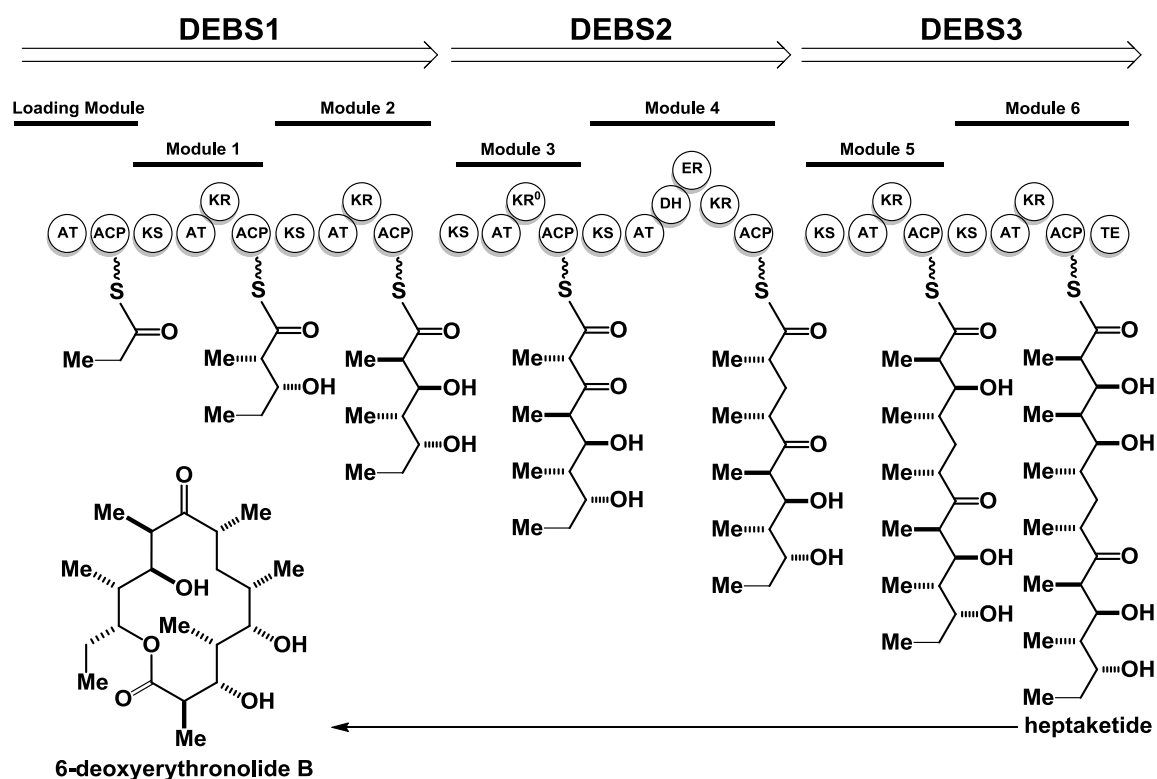 DEBS1 DEBS2 DEBS3
Loading Module Module 2 Module 4 Module 6
Module 1 Module 3 Module 5
ER
KR KR KR⁰ DH KR KR KR
AT ACP KS AT ACP KS AT ACP KS AT ACP KS AT ACP KS AT ACP KS AT ACP TE
S S S S S S S
O O O O O O O
Me Me Me Me Me Me Me
OH OH O Me OH OH
Me Me Me Me O Me Me
OH OH Me OH
Me Me Me OH Me O Me
O OH Me Me OH Me
Me Me Me OH Me O
Me OH Me OH Me
OH Me Me OH
Me O OH Me
Me OH
O OH Me
Me heptaketide
6-deoxyerythronolide B